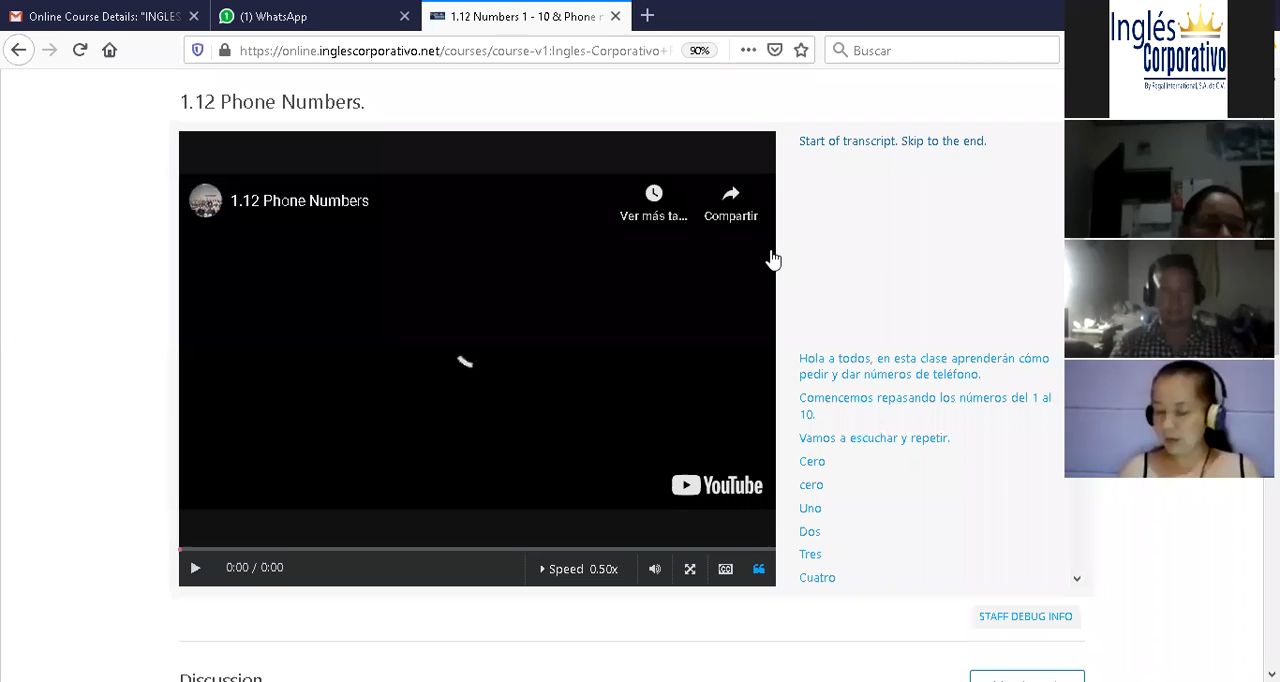 Online Course Details: "INGLES
(1) WhatsApp
1.12 Numbers 1 - 10 & Phone
https://online.inglescorporativo.net/courses/course-v1:Ingles-Corporativo+
90%
Buscar
Inglés
Corporativo
By Fegal International, S.A. de C.V.
1.12 Phone Numbers.
1.12 Phone Numbers
Ver más ta...
Compartir
YouTube
0:00 / 0:00
Speed 0.50x
Start of transcript. Skip to the end.
Hola a todos, en esta clase aprenderán cómo
pedir y dar números de teléfono.
Comencemos repasando los números del 1 al
10.
Vamos a escuchar y repetir.
Cero
cero
Uno
Dos
Tres
Cuatro
STAFF DEBUG INFO
Discussion